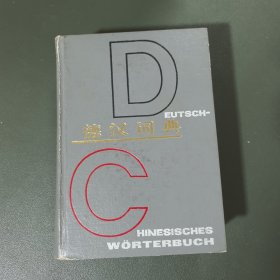 DEUTSCH-
德汉词典
CHINESISCHES
WÖRTERBUCH